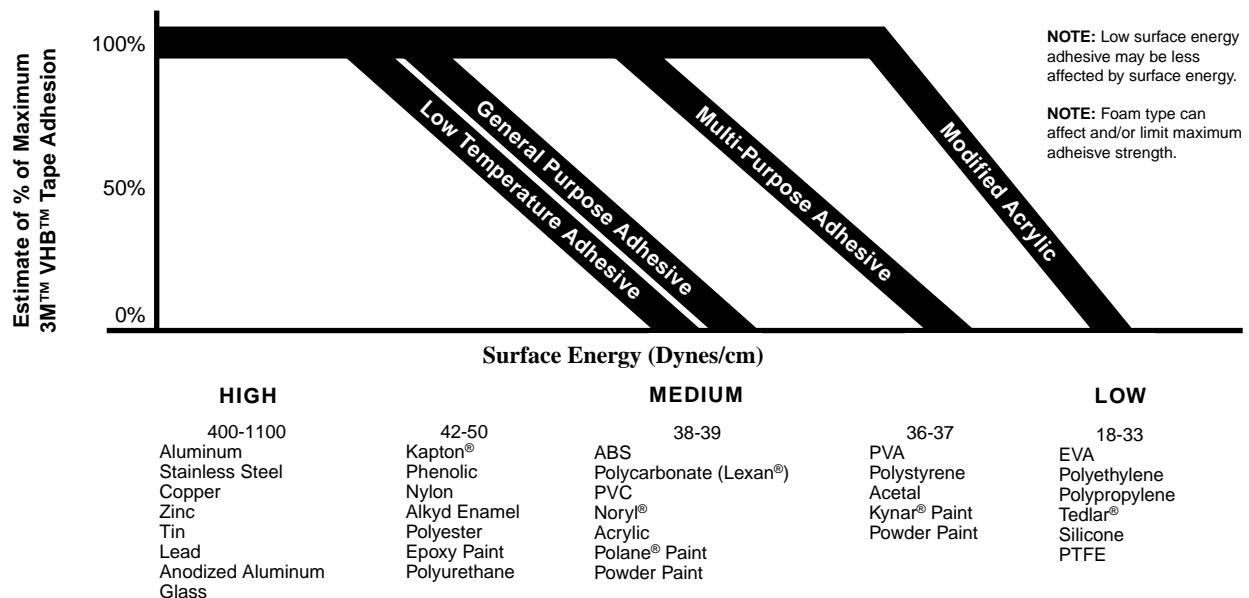 Estimate of % of Maximum
3M™ VHB™ Tape Adhesion
100%
50%
0%
Low Temperature Adhesive
General Purpose Adhesive
Multi-Purpose Adhesive
Modified Acrylic
NOTE: Low surface energy
adhesive may be less
affected by surface energy.
NOTE: Foam type can
affect and/or limit maximum
adheisve strength.
Surface Energy (Dynes/cm)
HIGH
400-1100
Aluminum
Stainless Steel
Copper
Zinc
Tin
Lead
Anodized Aluminum
Glass
42-50
Kapton®
Phenolic
Nylon
Alkyd Enamel
Polyester
Epoxy Paint
Polyurethane
MEDIUM
38-39
ABS
Polycarbonate (Lexan®)
PVC
Noryl®
Acrylic
Polane® Paint
Powder Paint
36-37
PVA
Polystyrene
Acetal
Kynar® Paint
Powder Paint
LOW
18-33
EVA
Polyethylene
Polypropylene
Tedlar®
Silicone
PTFE